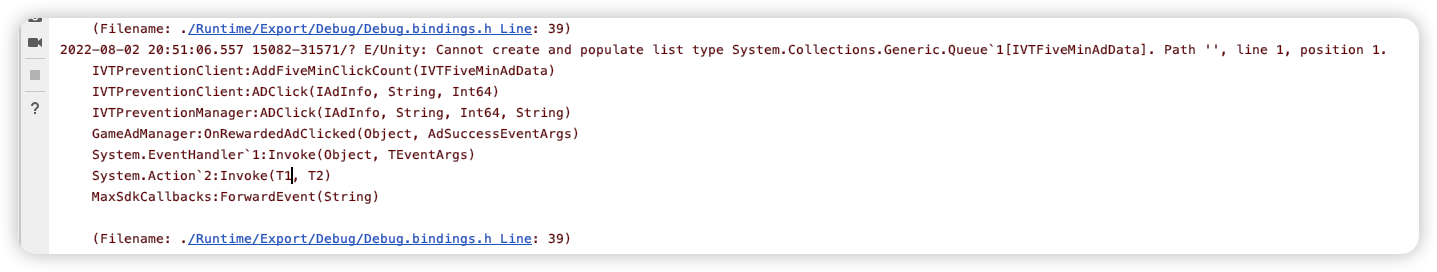 (Filename: ./Runtime/Export/Debug/Debug.bindings.h Line: 39)
2022-08-02 20:51:06.557 15082-31571/? E/Unity: Cannot create and populate list type System.Collections.Generic.Queue`1[IVTFiveMinAdData]. Path '', line 1, position 1.
IVTPreventionClient:AddFiveMinClickCount(IVTFiveMinAdData)
IVTPreventionClient:ADClick(IAdInfo, String, Int64)
IVTPreventionManager:ADClick(IAdInfo, String, Int64, String)
GameAdManager:OnRewardedAdClicked(Object, AdSuccessEventArgs)
System.EventHandler`1:Invoke(Object, TEventArgs)
System.Action`2:Invoke(T1, T2)
MaxSdkCallbacks:ForwardEvent(String)
?
(Filename: ./Runtime/Export/Debug/Debug.bindings.h Line: 39)